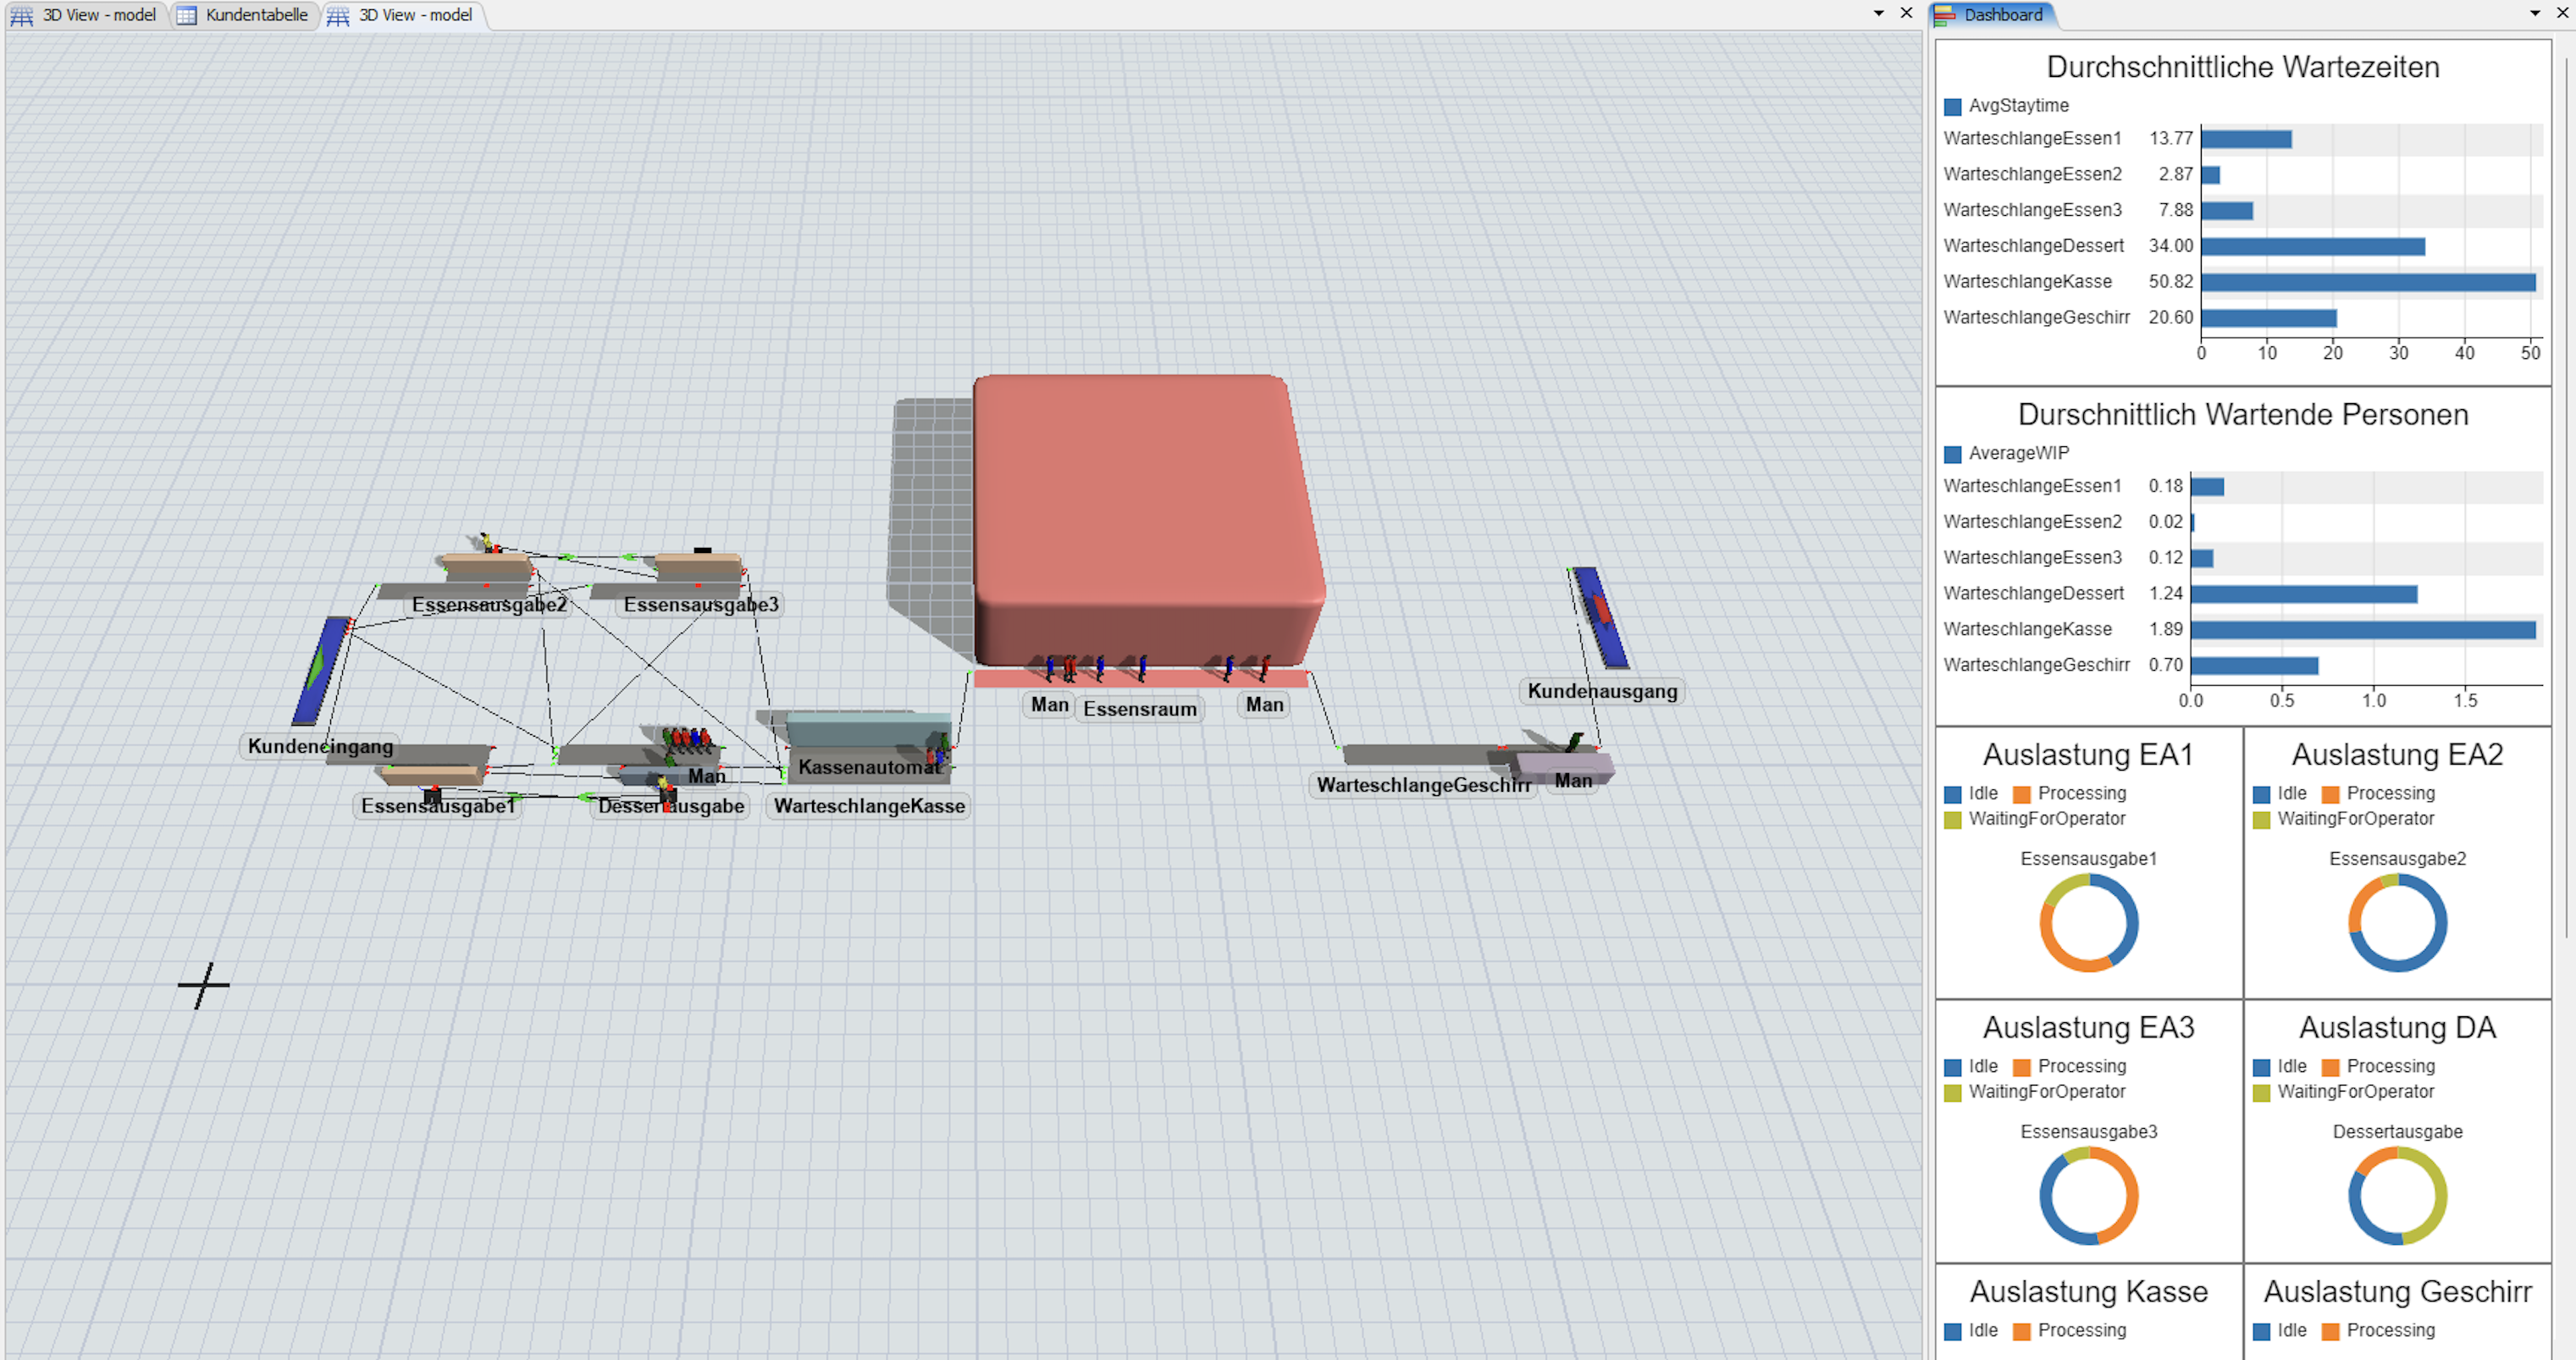 3D View - model
Kundentabelle
3D View - model
Dashboard
Essensausgabe2
Essensausgabe3
Kundeneingang
Essensausgabe1
Man
Dessertausgabe
Kassenautomat
WarteschlangeKasse
Man
Essensraum
Man
Kundenausgang
WarteschlangeGeschirr
Man
Durchschnittliche Wartezeiten
AvgStaytime
WarteschlangeEssen1 13.77
WarteschlangeEssen2 2.87
WarteschlangeEssen3 7.88
WarteschlangeDessert 34.00
WarteschlangeKasse 50.82
WarteschlangeGeschirr 20.60
0 10 20 30 40 50
Durschnittlich Wartende Personen
AverageWIP
WarteschlangeEssen1 0.18
WarteschlangeEssen2 0.02
WarteschlangeEssen3 0.12
WarteschlangeDessert 1.24
WarteschlangeKasse 1.89
WarteschlangeGeschirr 0.70
0.0 0.5 1.0 1.5
Auslastung EA1
Idle Processing
WaitingForOperator
Essensausgabe1
Auslastung EA2
Idle Processing
WaitingForOperator
Essensausgabe2
Auslastung EA3
Idle Processing
WaitingForOperator
Essensausgabe3
Auslastung DA
Idle Processing
WaitingForOperator
Dessertausgabe
Auslastung Kasse
Idle Processing
Auslastung Geschirr
Idle Processing